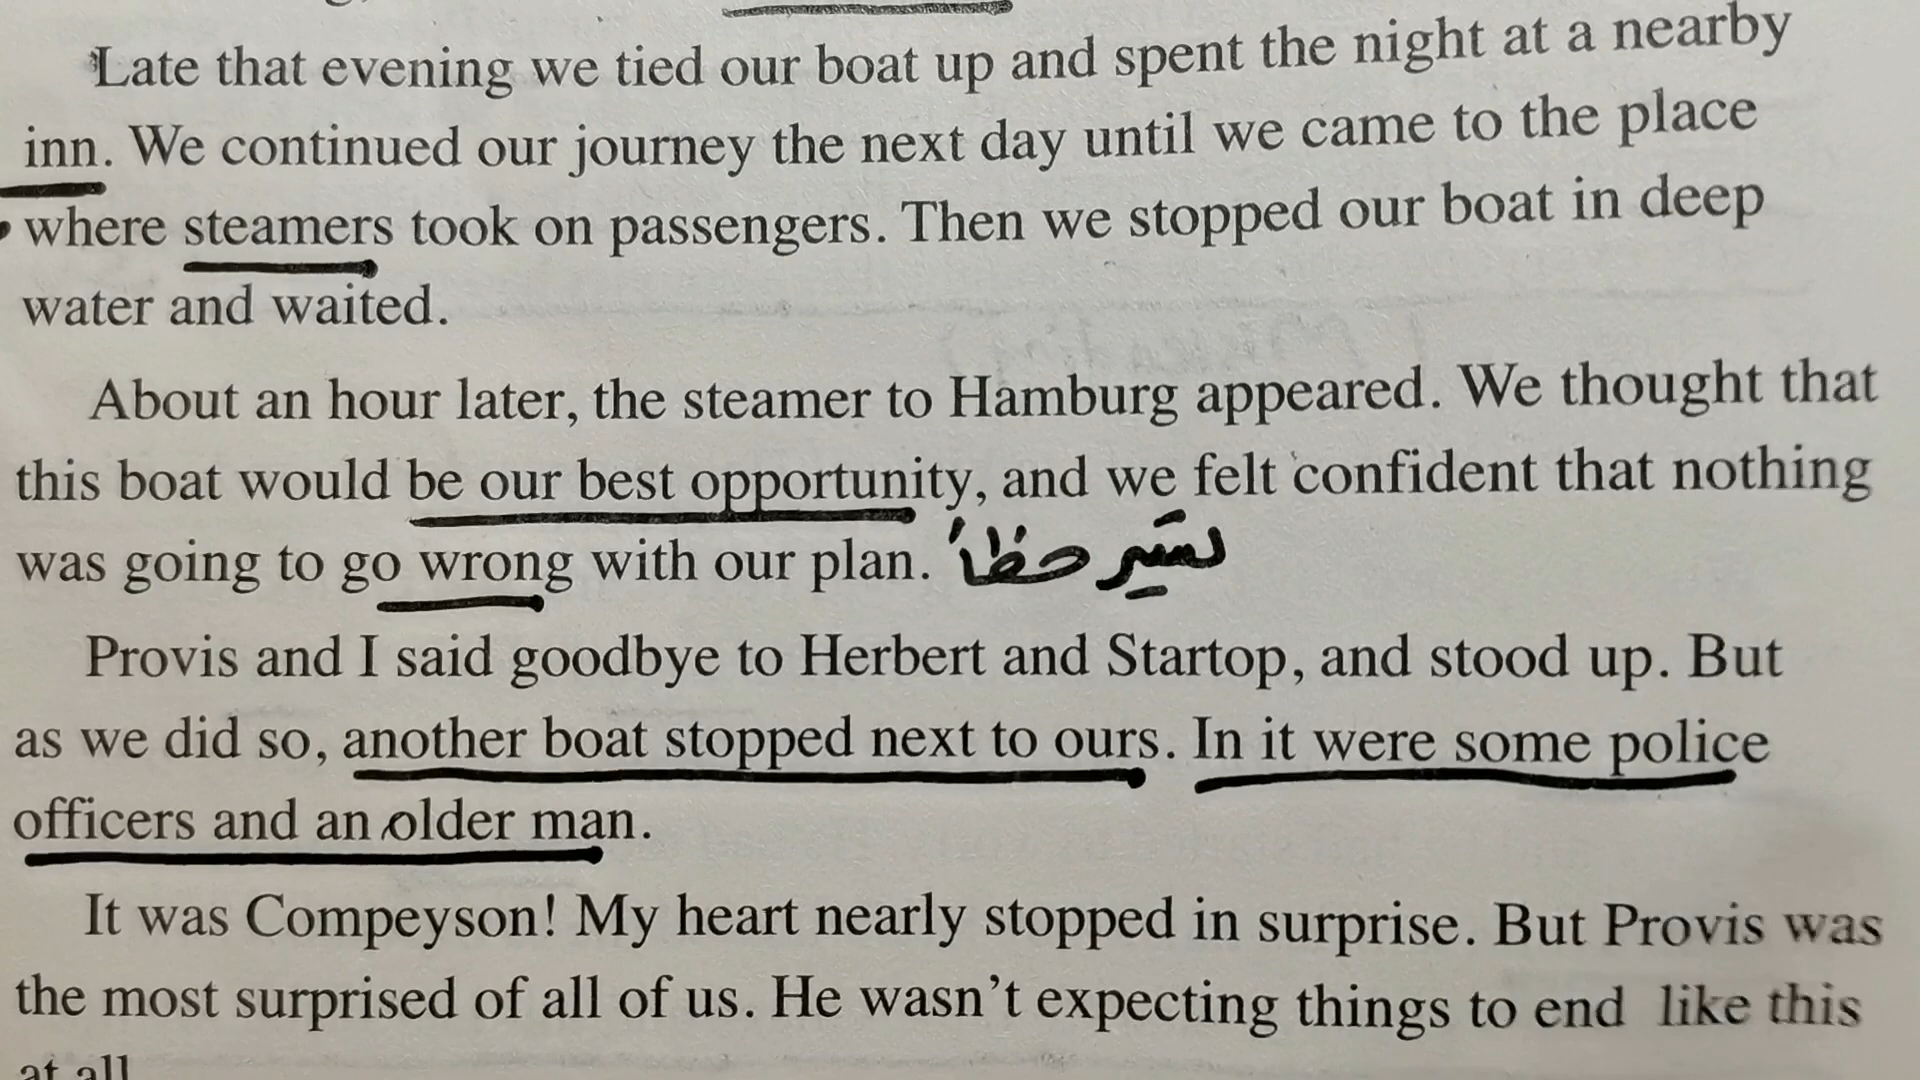 Late that evening we tied our boat up and spent the night at a nearby
inn. We continued our journey the next day until we came to the place
where steamers took on passengers. Then we stopped our boat in deep
water and waited.
About an hour later, the steamer to Hamburg appeared. We thought that
this boat would be our best opportunity, and we felt confident that nothing
was going to go wrong with our plan.
Provis and I said goodbye to Herbert and Startop, and stood up. But
as we did so, another boat stopped next to ours. In it were some police
officers and an older man.
It was Compeyson! My heart nearly stopped in surprise. But Provis was
the most surprised of all of us. He wasn't expecting things to end like this
at all